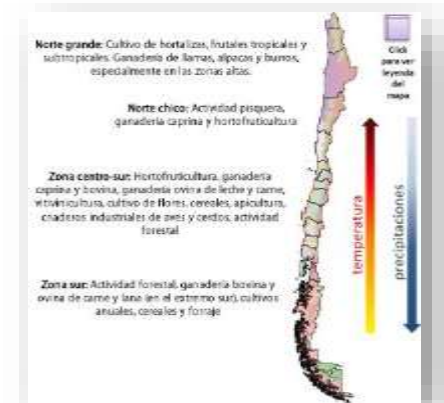 Norte grande: Cultivo de hortalizas, frutales tropicales y
subtropicales. Ganadería de llamas, alpacas y burros,
especialmente en las zonas altas.
Click
para ver
leyenda
del
mapa
Norte chico: Actividad pisquera,
ganadería caprina y hortofruticultura
Zona centro-sur: Hortofruticultura, ganadería
caprina y bovina, ganadería ovina de leche y carne,
vitivinicultura, cultivo de flores, cereales, apicultura,
criaderos industriales de aves y cerdos, actividad
forestal
temperatura
precipitaciones
Zona sur: Actividad forestal, ganadería bovina y
ovina de carne y lana (en el extremo sur), cultivos
anuales, cereales y forraje